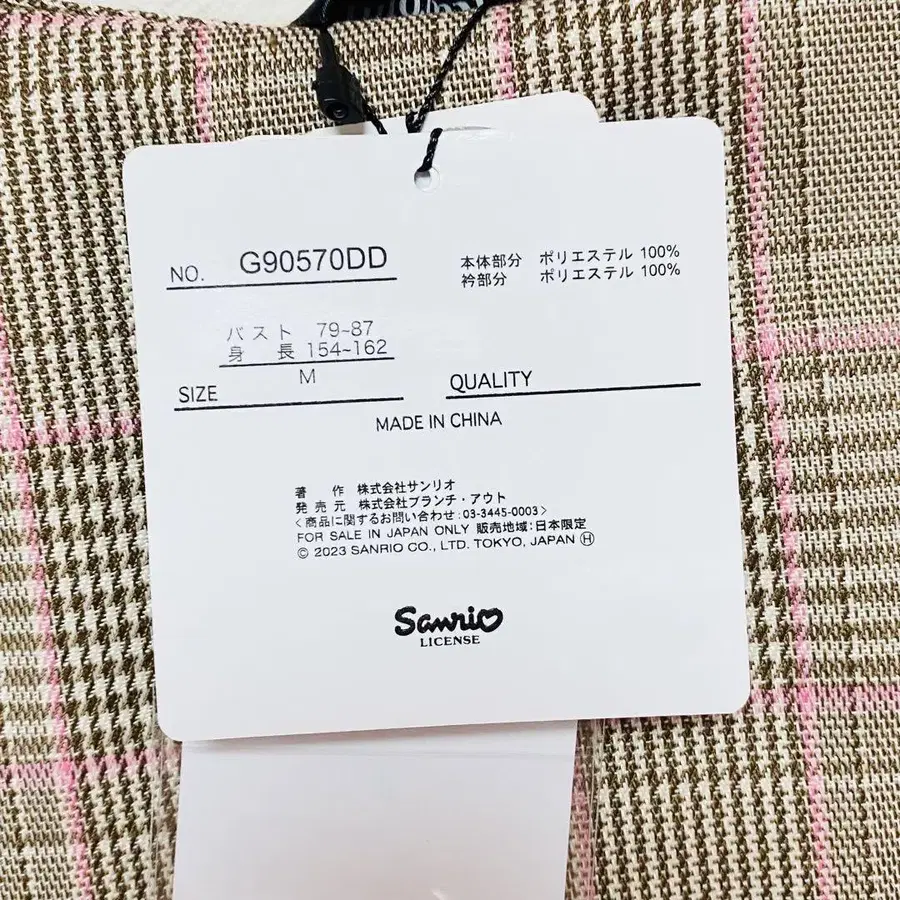 NO. G90570DD
本体部分 ポリエステル 100%
衿部分 ポリエステル 100%
バスト 79~87
身長 154~162
SIZE M
QUALITY
MADE IN CHINA
著作 株式会社サンリオ
発売元 株式会社ブランチ・アウト
〈商品に関するお問い合わせ:03-3445-0003〉
FOR SALE IN JAPAN ONLY 販売地域:日本限定
© 2023 SANRIO CO., LTD. TOKYO, JAPAN Ⓗ
Sanrio
LICENSE